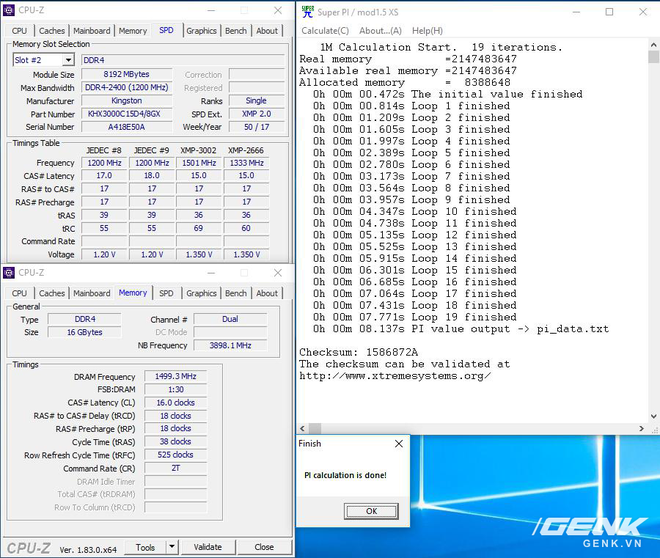 CPU-Z
CPU Caches Mainboard Memory SPD Graphics Bench About
Memory Slot Selection
Slot #2 DDR4
Module Size 8192 MBytes Correction
Max Bandwidth DDR4-2400 (1200 MHz) Registered
Manufacturer Kingston Ranks Single
Part Number KHX3000C15D4/8GX SPD Ext. XMP 2.0
Serial Number A418E50A Week/Year 50 / 17
Timings Table
JEDEC #8 JEDEC #9 XMP-3002 XMP-2666
Frequency 1200 MHz 1200 MHz 1501 MHz 1333 MHz
CAS# Latency 17.0 18.0 15.0 15.0
RAS# to CAS# 17 17 17 17
RAS# Precharge 17 17 17 17
tRAS 39 39 36 36
tRC 55 55 69 60
Command Rate
Voltage 1.20 V 1.20 V 1.350 V 1.350 V
CPU-Z
CPU Caches Mainboard Memory SPD Graphics Bench About
General
Type DDR4 Channel # Dual
Size 16 GBytes DC Mode
NB Frequency 3898.1 MHz
Timings
DRAM Frequency 1499.3 MHz
FSB:DRAM 1:30
CAS# Latency (CL) 16.0 clocks
RAS# to CAS# Delay (tRCD) 18 clocks
RAS# Precharge (tRP) 18 clocks
Cycle Time (tRAS) 38 clocks
Row Refresh Cycle Time (tRFC) 525 clocks
Command Rate (CR) 2T
DRAM Idle Timer
Total CAS# (tRDRAM)
Row To Column (tRCD)
CPU-Z Ver. 1.83.0.x64 Tools Validate Close
SUPER π Super PI / mod1.5 XS
Calculate(C) About...(A) Help(H)
1M Calculation Start. 19 iterations.
Real memory =2147483647
Available real memory =2147483647
Allocated memory = 8388648
0h 00m 00.472s The initial value finished
0h 00m 00.814s Loop 1 finished
0h 00m 01.209s Loop 2 finished
0h 00m 01.605s Loop 3 finished
0h 00m 01.997s Loop 4 finished
0h 00m 02.389s Loop 5 finished
0h 00m 02.780s Loop 6 finished
0h 00m 03.173s Loop 7 finished
0h 00m 03.564s Loop 8 finished
0h 00m 03.957s Loop 9 finished
0h 00m 04.347s Loop 10 finished
0h 00m 04.738s Loop 11 finished
0h 00m 05.135s Loop 12 finished
0h 00m 05.525s Loop 13 finished
0h 00m 05.915s Loop 14 finished
0h 00m 06.301s Loop 15 finished
0h 00m 06.685s Loop 16 finished
0h 00m 07.064s Loop 17 finished
0h 00m 07.431s Loop 18 finished
0h 00m 07.771s Loop 19 finished
0h 00m 08.137s PI value output -> pi_data.txt
Checksum: 1586872A
The checksum can be validated at
http://www.xtremesystems.org/
Finish
PI calculation is done!
OK
GENK
GENK.VN